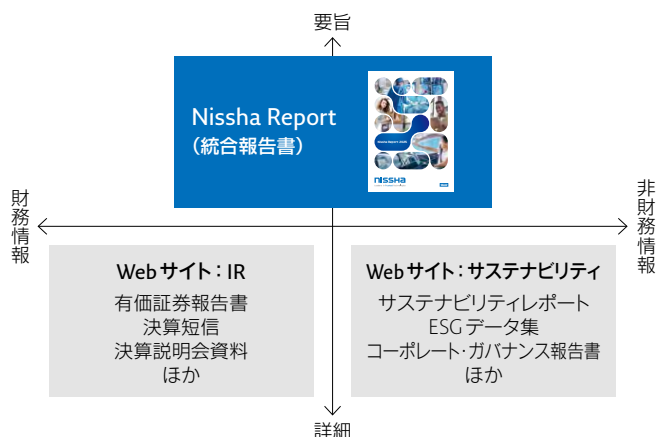 要旨
Nissha Report
（統合報告書）
nissha
財務情報
非財務情報
Webサイト：IR
有価証券報告書
決算短信
決算説明会資料
ほか
Webサイト：サステナビリティ
サステナビリティレポート
ESGデータ集
コーポレート・ガバナンス報告書
ほか
詳細